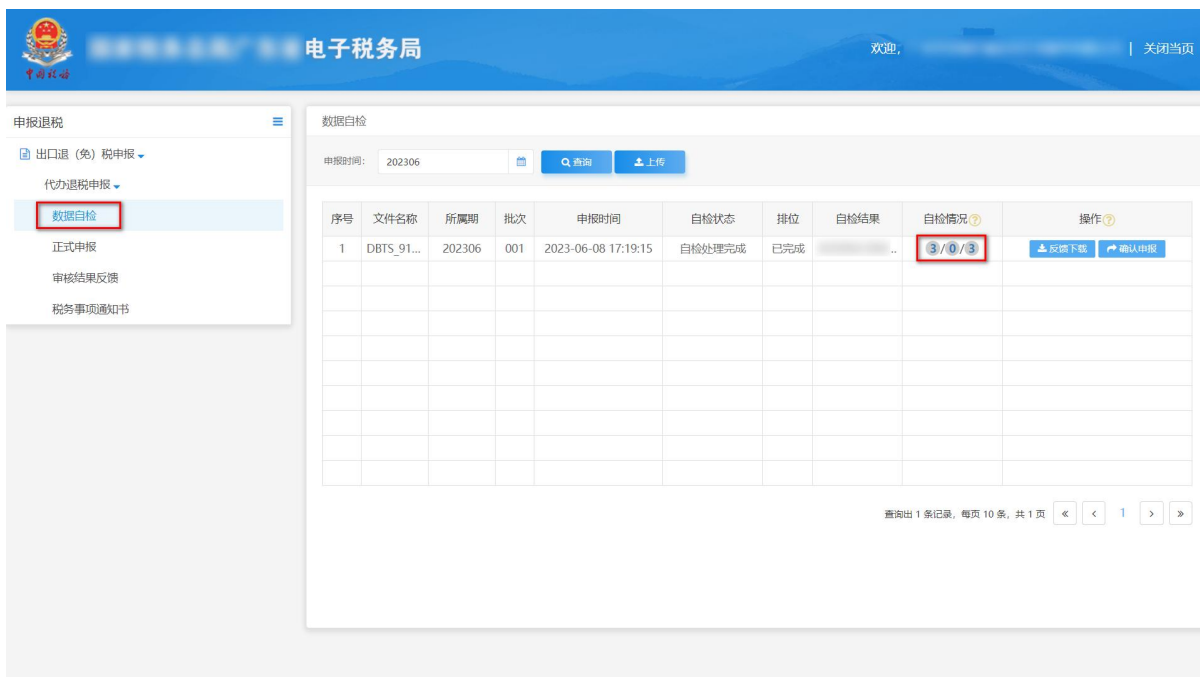 电子税务局
欢迎,
| 关闭当页
中国税务
申报退税
出口退（免）税申报
代办退税申报
数据自检
正式申报
审核结果反馈
税务事项通知书
数据自检
申报时间: 202306 查询 上传
序号 文件名称 所属期 批次 申报时间 自检状态 排位 自检结果 自检情况? 操作?
1 DBTS_91... 202306 001 2023-06-08 17:19:15 自检处理完成 已完成 .. 3/0/3 反馈下载 确认申报
查询出 1 条记录, 每页 10 条, 共 1 页 « < 1 > »